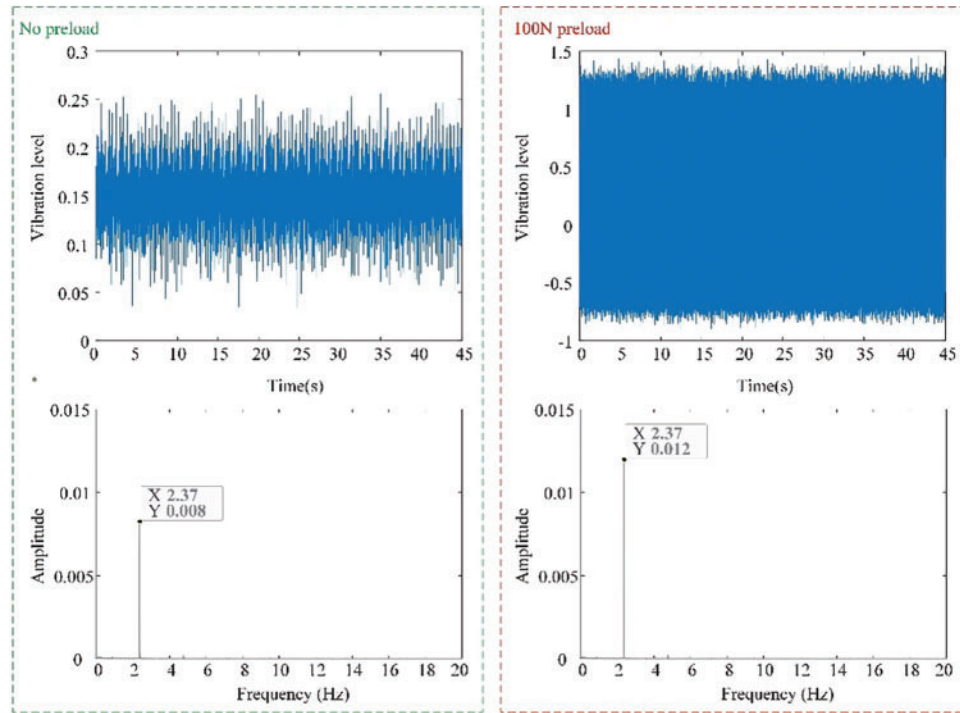 No preload
0.3
0.25
0.2
0.15
0.1
0.05
0
Vibration level
0 5 10 15 20 25 30 35 40 45
Time(s)
100N preload
1.5
1
0.5
0
-0.5
-1
Vibration level
0 5 10 15 20 25 30 35 40 45
Time(s)
0.015
0.01
0.005
0
Amplitude
X 2.37
Y 0.008
0 2 4 6 8 10 12 14 16 18 20
Frequency (Hz)
0.015
0.01
0.005
0
Amplitude
X 2.37
Y 0.012
0 2 4 6 8 10 12 14 16 18 20
Frequency (Hz)